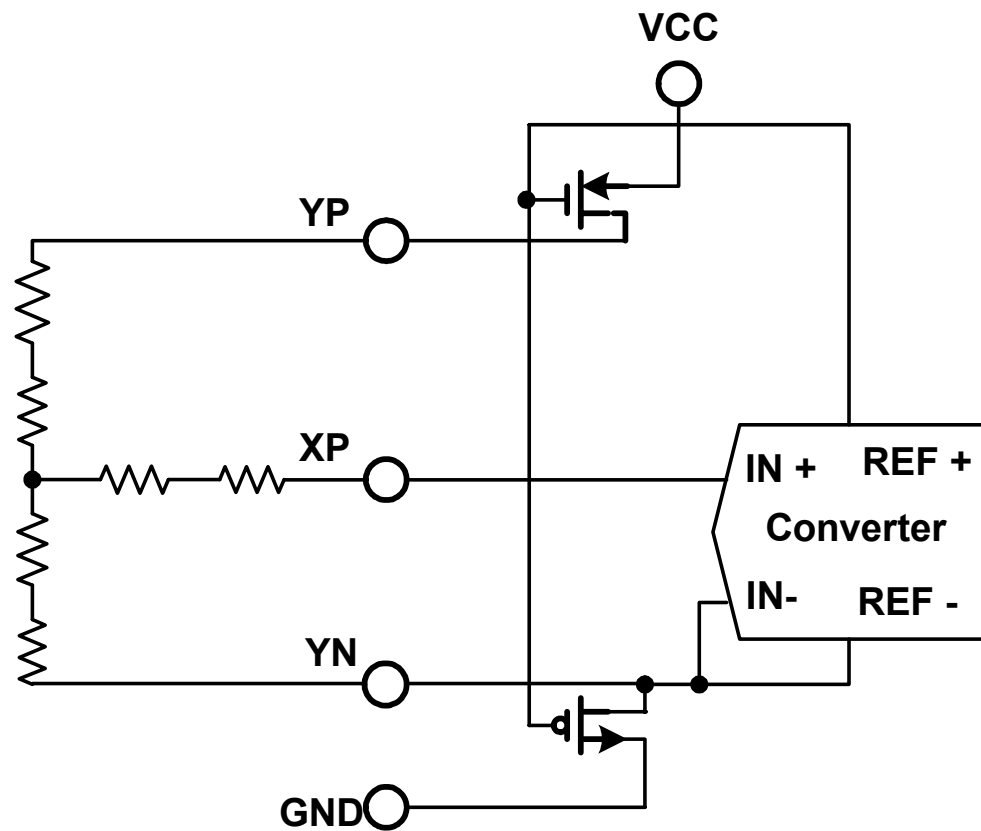 VCC
YP
XP
IN +
REF +
Converter
IN-
REF -
YN
GND